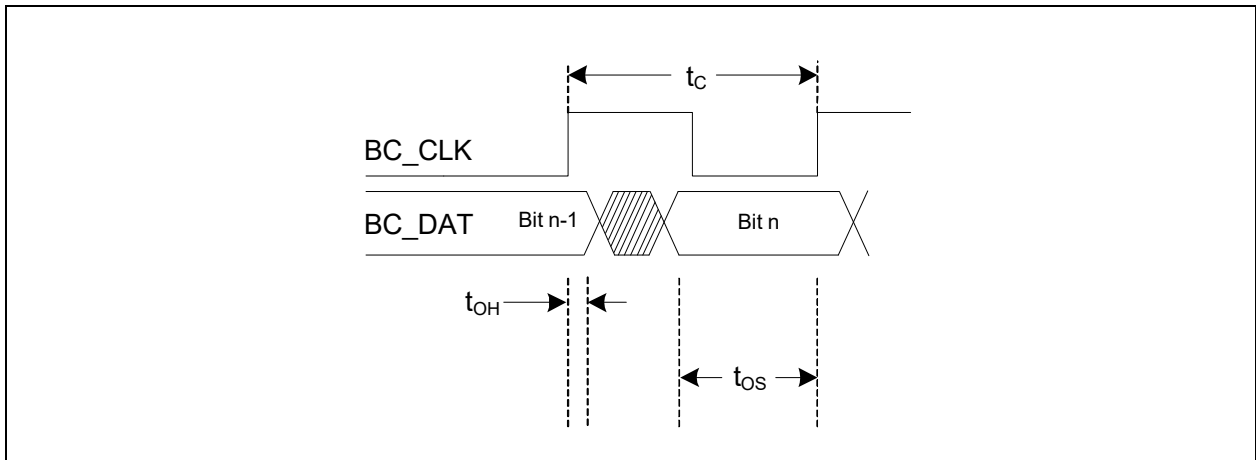 tC
BC_CLK
BC_DAT
Bit n-1
Bit n
tOH
tOS